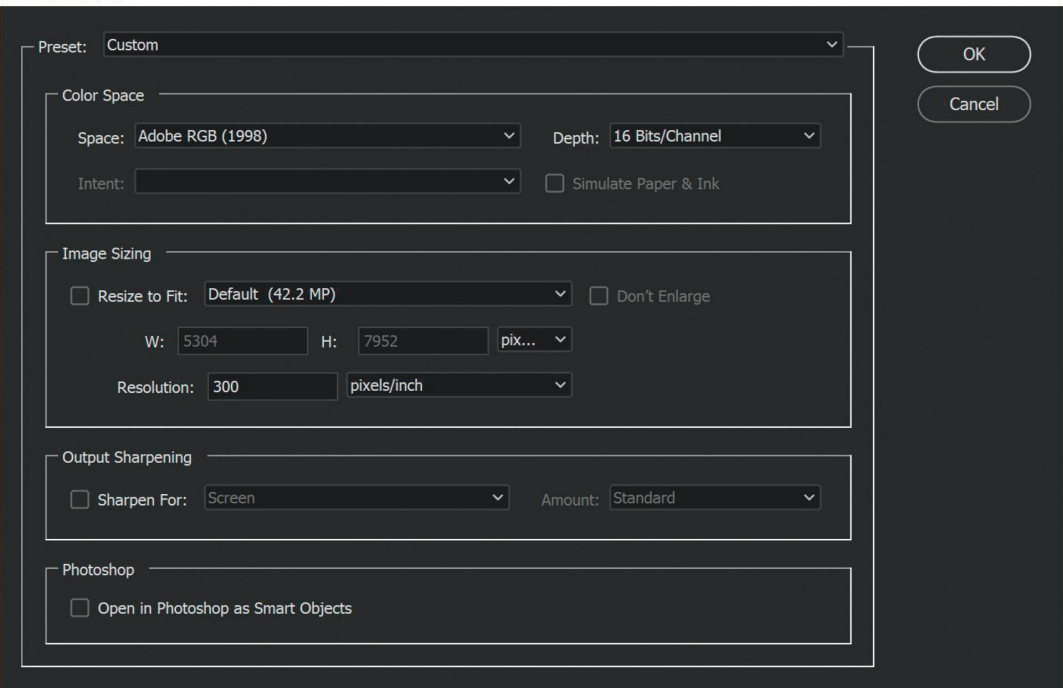 Preset: Custom
OK
Cancel
Color Space
Space: Adobe RGB (1998) Depth: 16 Bits/Channel
Intent: Simulate Paper & Ink
Image Sizing
Resize to Fit: Default (42.2 MP) Don't Enlarge
W: 5304 H: 7952 pix...
Resolution: 300 pixels/inch
Output Sharpening
Sharpen For: Screen Amount: Standard
Photoshop
Open in Photoshop as Smart Objects